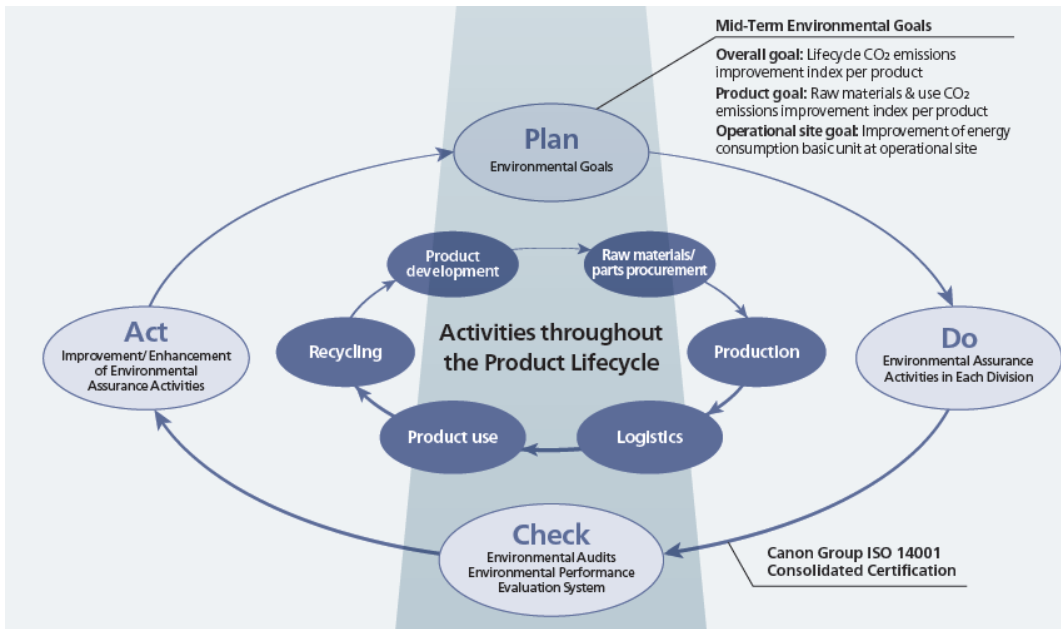 Mid-Term Environmental Goals
Overall goal: Lifecycle CO₂ emissions
improvement index per product
Product goal: Raw materials & use CO₂
emissions improvement index per product
Operational site goal: Improvement of energy
consumption basic unit at operational site
Plan
Environmental Goals
Product
development
Raw materials/
parts procurement
Act
Improvement/Enhancement
of Environmental
Assurance Activities
Recycling
Activities throughout
the Product Lifecycle
Production
Do
Environmental Assurance
Activities in Each Division
Product use
Logistics
Check
Environmental Audits
Environmental Performance
Evaluation System
Canon Group ISO 14001
Consolidated Certification